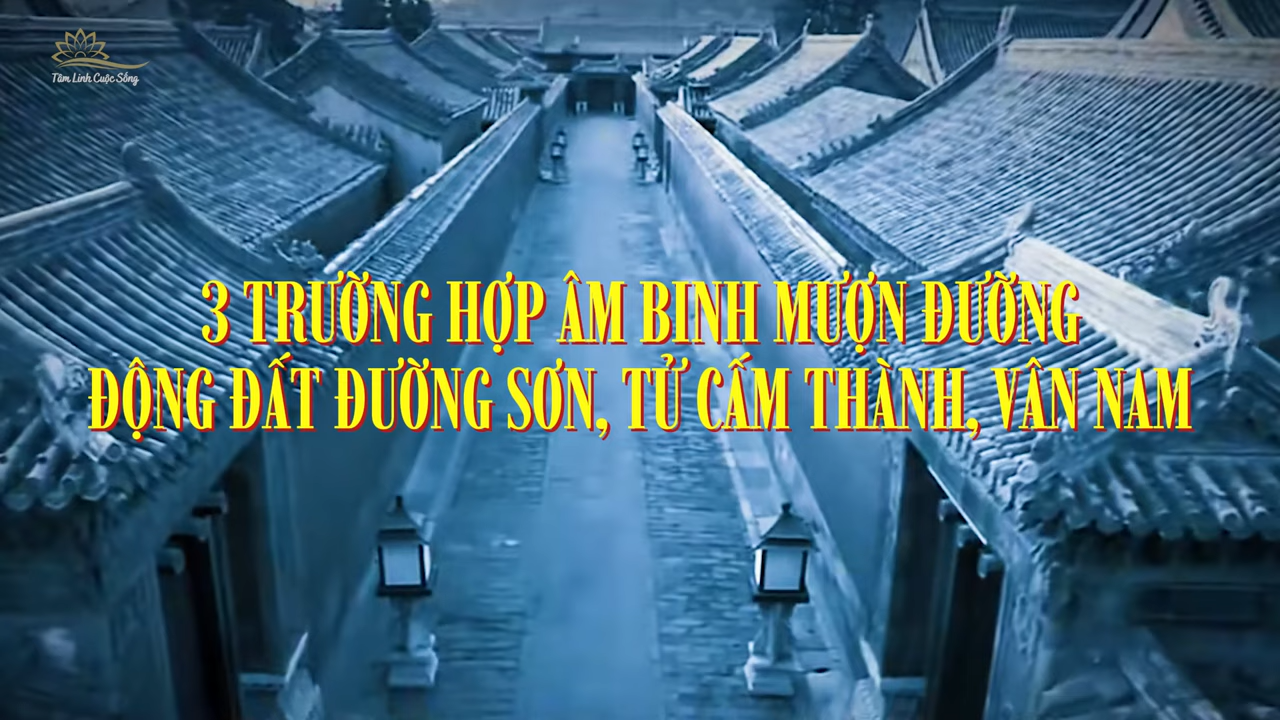 Tâm Linh Cuộc Sống
3 TRƯỜNG HỢP ÂM BINH MƯỢN ĐƯỜNG
ĐỘNG ĐẤT ĐƯỜNG SƠN, TỬ CẤM THÀNH, VÂN NAM